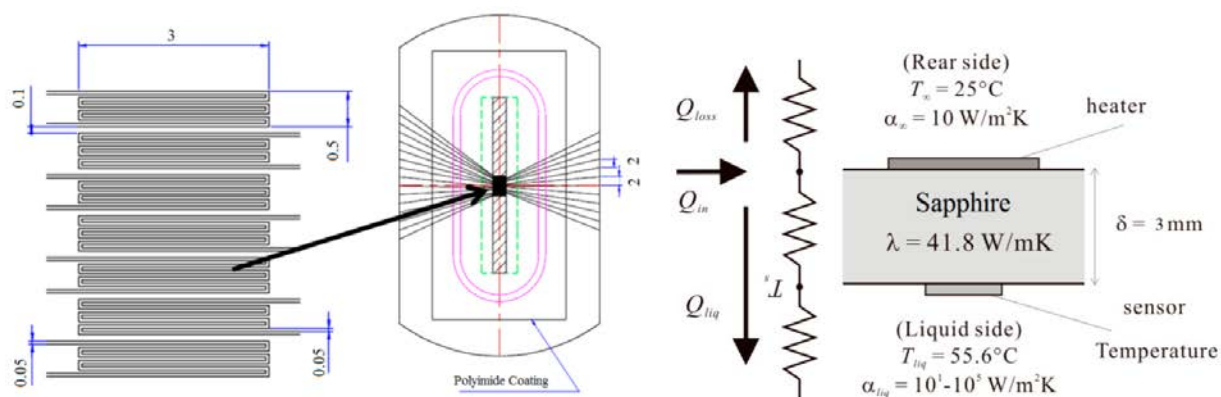 3
0.1
0.5
0.05
0.05
2
2
Polyimide Coating
Q_loss
Q_in
Q_liq
T_s
(Rear side)
T_∞ = 25°C
α_∞ = 10 W/m²K
heater
Sapphire
λ = 41.8 W/mK
δ = 3mm
sensor
Temperature
(Liquid side)
T_liq = 55.6°C
α_liq = 10¹-10⁵ W/m²K